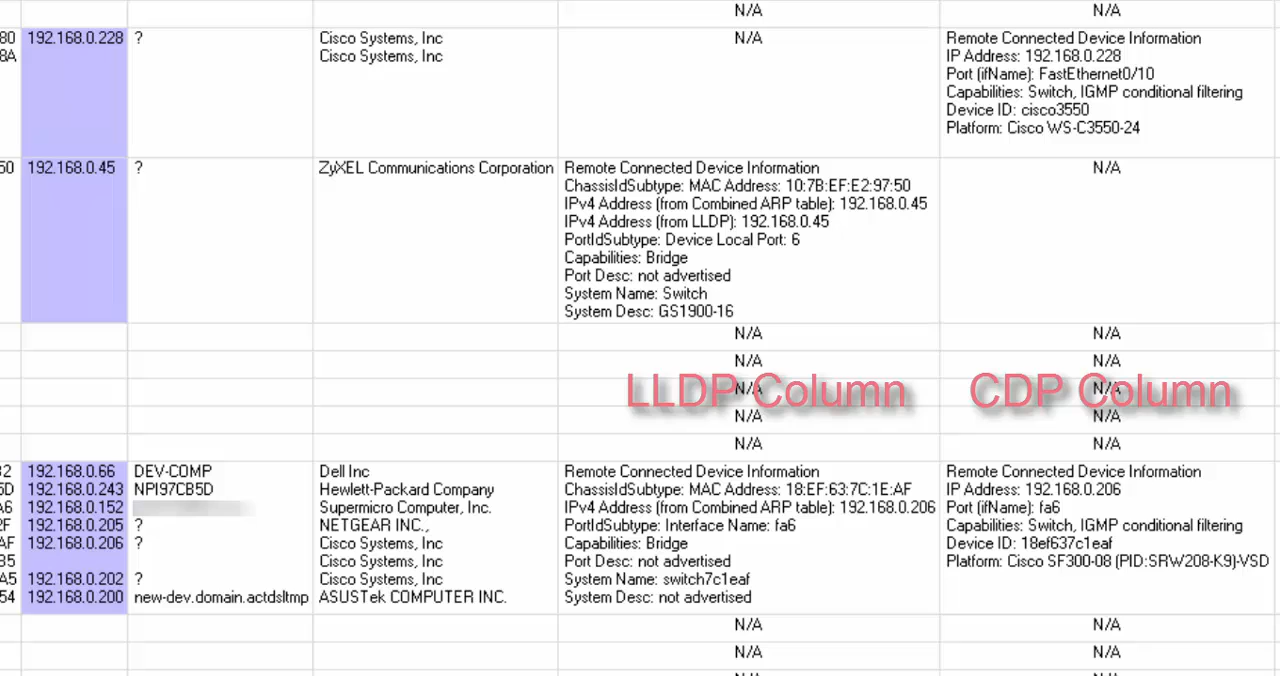 N/A N/A
80 192.168.0.228 ? Cisco Systems, Inc N/A Remote Connected Device Information
8A Cisco Systems, Inc IP Address: 192.168.0.228
Port (ifName): FastEthernet0/10
Capabilities: Switch, IGMP conditional filtering
Device ID: cisco3550
Platform: Cisco WS-C3550-24
50 192.168.0.45 ? ZyXEL Communications Corporation Remote Connected Device Information N/A
ChassisIdSubtype: MAC Address: 10:7B:EF:E2:97:50
IPv4 Address (from Combined ARP table): 192.168.0.45
IPv4 Address (from LLDP): 192.168.0.45
PortIdSubtype: Device Local Port: 6
Capabilities: Bridge
Port Desc: not advertised
System Name: Switch
System Desc: GS1900-16
N/A N/A
N/A N/A
N/A N/A
LLDP Column CDP Column
N/A N/A
N/A N/A
32 192.168.0.66 DEV-COMP Dell Inc Remote Connected Device Information Remote Connected Device Information
5D 192.168.0.243 NPI97CB5D Hewlett-Packard Company ChassisIdSubtype: MAC Address: 18:EF:63:7C:1E:AF IP Address: 192.168.0.206
A6 192.168.0.152 Supermicro Computer, Inc. IPv4 Address (from Combined ARP table): 192.168.0.206 Port (ifName): fa6
2F 192.168.0.205 ? NETGEAR INC., PortIdSubtype: Interface Name: fa6 Capabilities: Switch, IGMP conditional filtering
AF 192.168.0.206 ? Cisco Systems, Inc Capabilities: Bridge Device ID: 18ef637c1eaf
B5 Cisco Systems, Inc Port Desc: not advertised Platform: Cisco SF300-08 (PID:SRW208-K9)-VSD
A5 192.168.0.202 ? Cisco Systems, Inc System Name: switch7c1eaf
54 192.168.0.200 new-dev.domain.actdsltmp ASUSTek COMPUTER INC. System Desc: not advertised
N/A N/A
N/A N/A